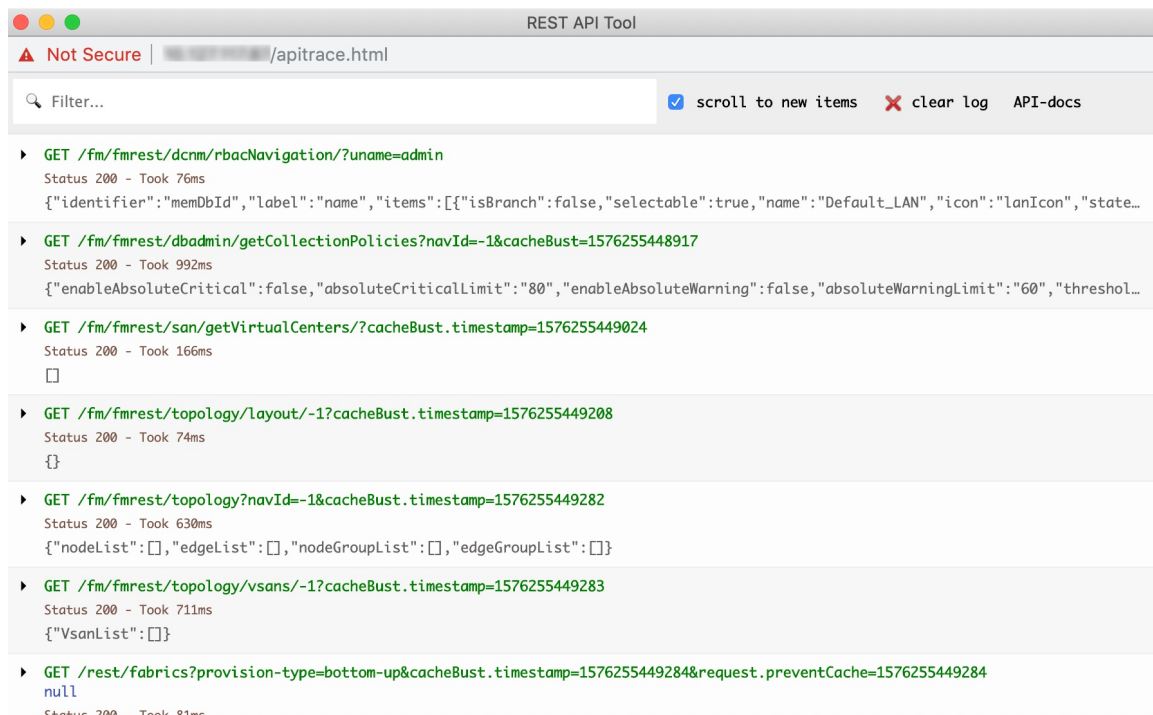 REST API Tool
Not Secure /apitrace.html
Filter... scroll to new items clear log API-docs
GET /fm/fmrest/dcnm/rbacNavigation/?uname=admin
Status 200 - Took 76ms
{"identifier":"memDbId","label":"name","items":[{"isBranch":false,"selectable":true,"name":"Default_LAN","icon":"lanIcon","state…
GET /fm/fmrest/dbadmin/getCollectionPolicies?navId=-1&cacheBust=1576255448917
Status 200 - Took 992ms
{"enableAbsoluteCritical":false,"absoluteCriticalLimit":"80","enableAbsoluteWarning":false,"absoluteWarningLimit":"60","threshol…
GET /fm/fmrest/san/getVirtualCenters/?cacheBust.timestamp=1576255449024
Status 200 - Took 166ms
[]
GET /fm/fmrest/topology/layout/-1?cacheBust.timestamp=1576255449208
Status 200 - Took 74ms
{}
GET /fm/fmrest/topology?navId=-1&cacheBust.timestamp=1576255449282
Status 200 - Took 630ms
{"nodeList":[],"edgeList":[],"nodeGroupList":[],"edgeGroupList":[]}
GET /fm/fmrest/topology/vsans/-1?cacheBust.timestamp=1576255449283
Status 200 - Took 711ms
{"VsanList":[]}
GET /rest/fabrics?provision-type=bottom-up&cacheBust.timestamp=1576255449284&request.preventCache=1576255449284
null
Status 200 - Took 81ms